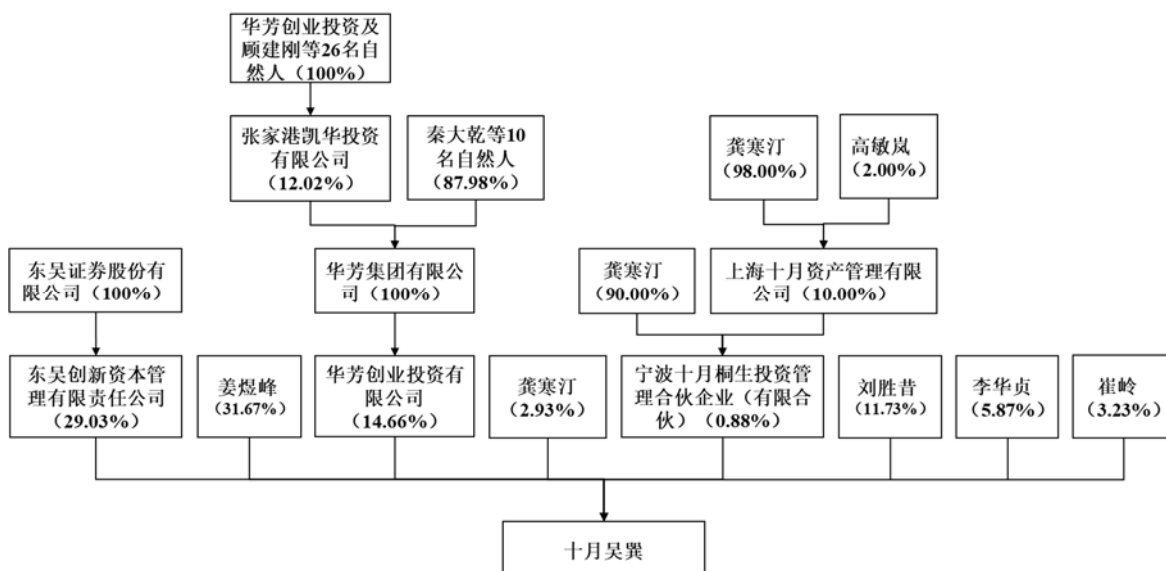 华芳创业投资及
顾建刚等26名自
然人（100%）
张家港凯华投资
有限公司
（12.02%）
秦大乾等10
名自然人
（87.98%）
龚寒汀
（98.00%）
高敏岚
（2.00%）
东吴证券股份有
限公司（100%）
华芳集团有限公
司（100%）
龚寒汀
（90.00%）
上海十月资产管理有限
公司（10.00%）
东吴创新资本管
理有限责任公司
（29.03%）
姜煜峰
（31.67%）
华芳创业投资有
限公司
（14.66%）
龚寒汀
（2.93%）
宁波十月桐生投资管
理合伙企业（有限合
伙）（0.88%）
刘胜昔
（11.73%）
李华贞
（5.87%）
崔岭
（3.23%）
十月吴巽